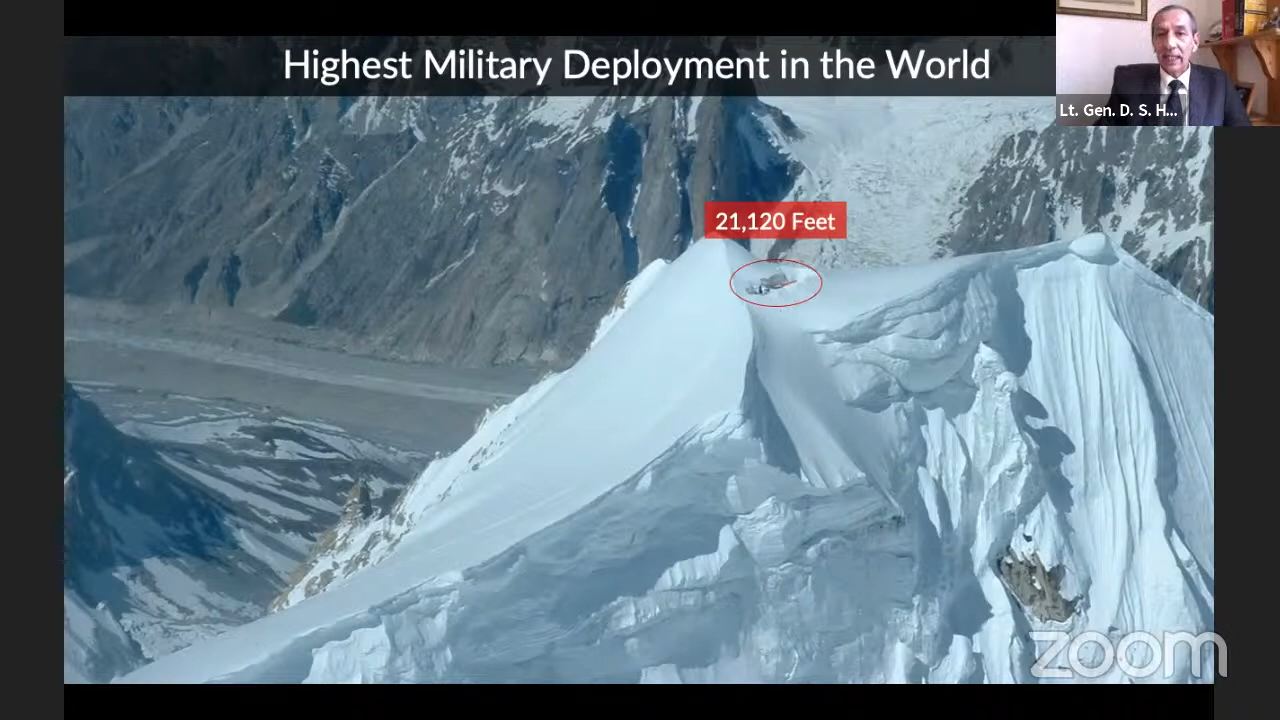 Highest Military Deployment in the World
Lt. Gen. D. S. H...
21,120 Feet
zoom